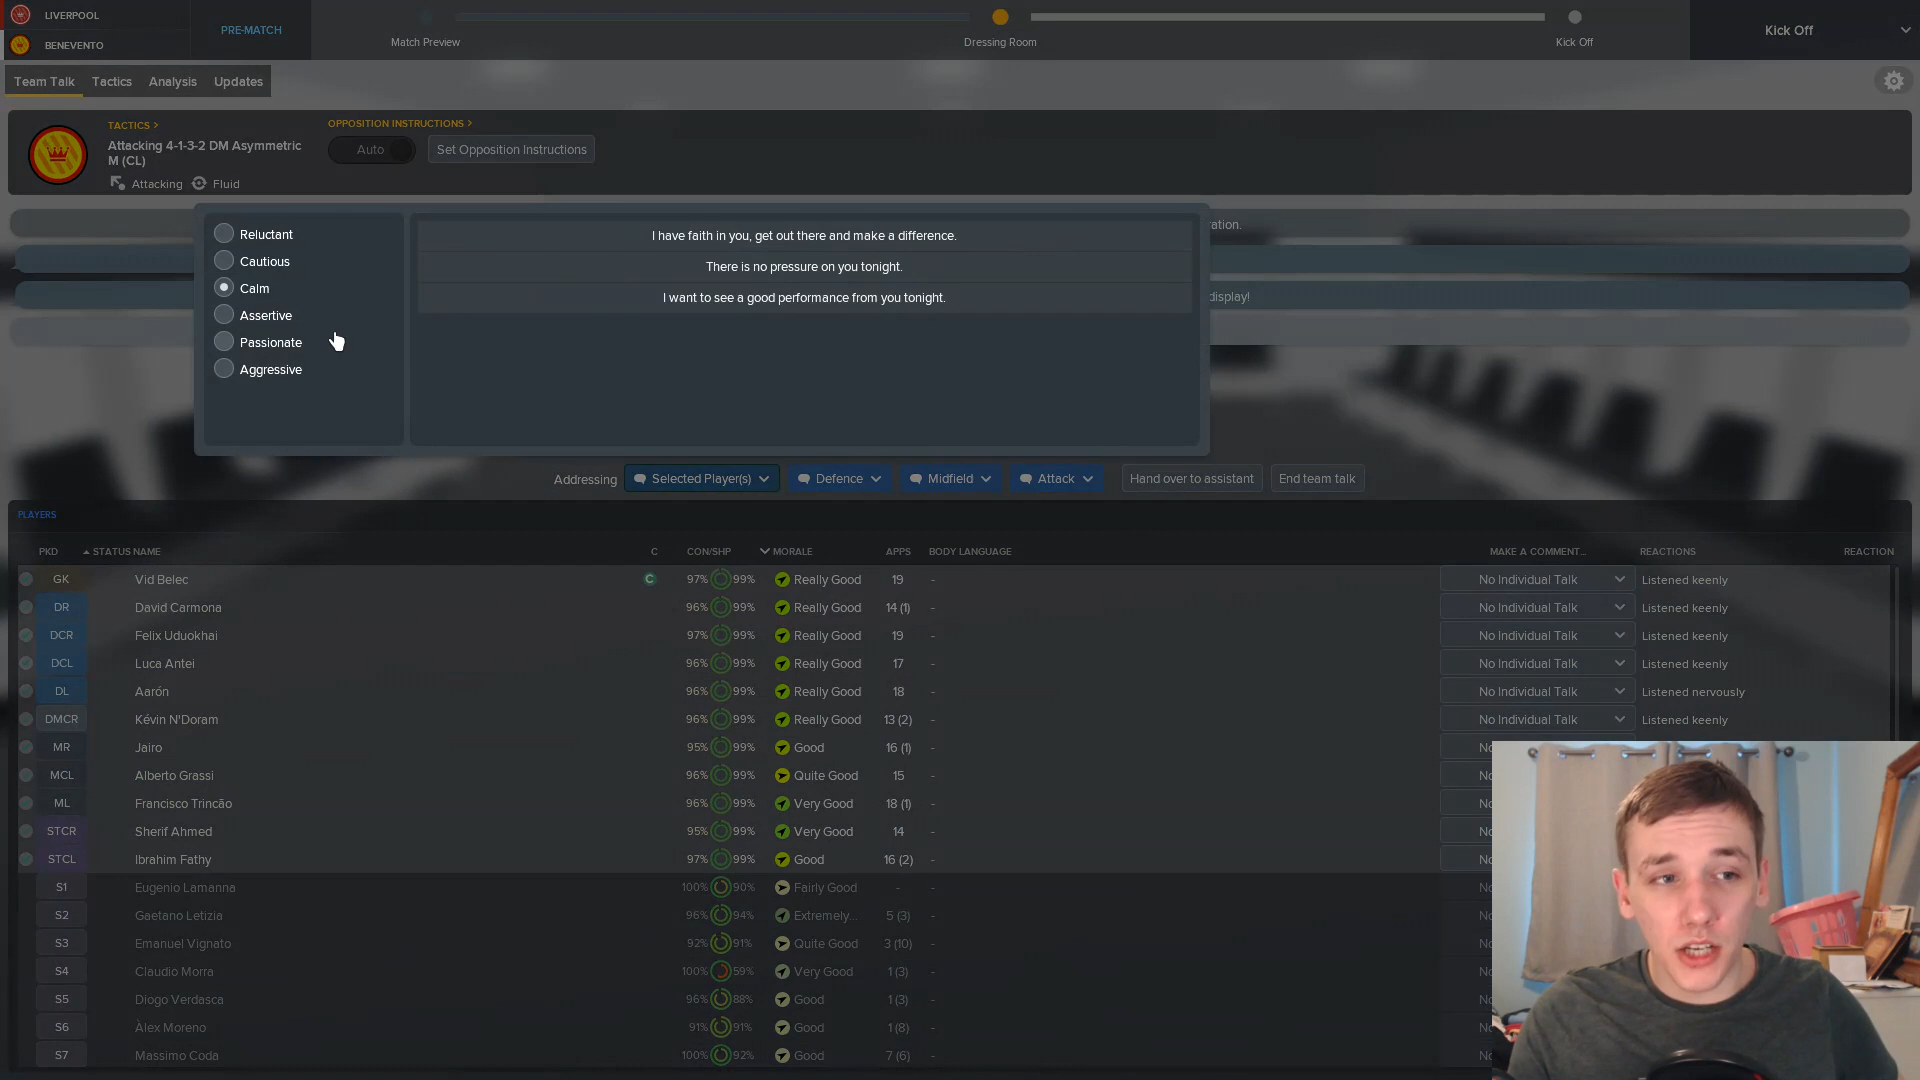 LIVERPOOL
BENEVENTO
PRE-MATCH
Match Preview
Dressing Room
Kick Off
Kick Off
Team Talk Tactics Analysis Updates
TACTICS >
OPPOSITION INSTRUCTIONS >
Attacking 4-1-3-2 DM Asymmetric
M (CL)
Auto
Set Opposition Instructions
Attacking Fluid
ration.
display!
Reluctant
Cautious
Calm
Assertive
Passionate
Aggressive
I have faith in you, get out there and make a difference.
There is no pressure on you tonight.
I want to see a good performance from you tonight.
Addressing Selected Player(s) Defence Midfield Attack Hand over to assistant End team talk
PLAYERS
PKD STATUS NAME C CON/SHP MORALE APPS BODY LANGUAGE MAKE A COMMENT... REACTIONS REACTION
GK Vid Belec C 97% 99% Really Good 19 - No Individual Talk Listened keenly
DR David Carmona 96% 99% Really Good 14 (1) - No Individual Talk Listened keenly
DCR Felix Uduokhai 97% 99% Really Good 19 - No Individual Talk Listened keenly
DCL Luca Antei 96% 99% Really Good 17 - No Individual Talk Listened keenly
DL Aarón 96% 99% Really Good 18 - No Individual Talk Listened nervously
DMCR Kévin N'Doram 96% 99% Really Good 13 (2) - No Individual Talk Listened keenly
MR Jairo 95% 99% Good 16 (1) - No
MCL Alberto Grassi 96% 99% Quite Good 15 - No
ML Francisco Trincão 96% 99% Very Good 18 (1) - No
STCR Sherif Ahmed 95% 99% Very Good 14 - No
STCL Ibrahim Fathy 97% 99% Good 16 (2) - No
S1 Eugenio Lamanna 100% 90% Fairly Good - - No
S2 Gaetano Letizia 96% 94% Extremely... 5 (3) - No
S3 Emanuel Vignato 92% 91% Quite Good 3 (10) - No
S4 Claudio Morra 100% 59% Very Good 1 (3) - No
S5 Diogo Verdasca 96% 88% Good 1 (3) - No
S6 Àlex Moreno 91% 91% Good 1 (8) - No
S7 Massimo Coda 100% 92% Good 7 (6) - No